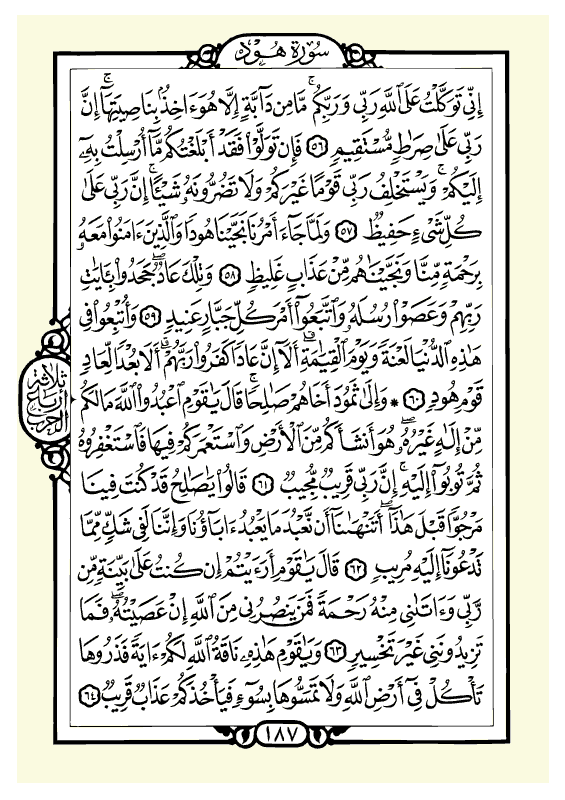 سورة هود
إِنِّي تَوَكَّلْتُ عَلَى ٱللَّهِ رَبِّي وَرَبِّكُم ۚ مَّا مِن دَآبَّةٍ إِلَّا هُوَ ءَاخِذٌۢ بِنَاصِيَتِهَآ ۚ إِنَّ
رَبِّي عَلَىٰ صِرَٰطٍ مُّسْتَقِيمٍ ٥٦ فَإِن تَوَلَّوْا۟ فَقَدْ أَبْلَغْتُكُم مَّآ أُرْسِلْتُ بِهِۦٓ
إِلَيْكُمْ ۚ وَيَسْتَخْلِفُ رَبِّي قَوْمًا غَيْرَكُمْ وَلَا تَضُرُّونَهُۥ شَيْـًٔا ۚ إِنَّ رَبِّي عَلَىٰ
كُلِّ شَىْءٍ حَفِيظٌ ٥٧ وَلَمَّا جَآءَ أَمْرُنَا نَجَّيْنَا هُودًا وَٱلَّذِينَ ءَامَنُوا۟ مَعَهُۥ
بِرَحْمَةٍ مِّنَّا وَنَجَّيْنَٰهُم مِّنْ عَذَابٍ غَلِيظٍ ٥٨ وَتِلْكَ عَادٌ ۖ جَحَدُوا۟ بِـَٔايَٰتِ
رَبِّهِمْ وَعَصَوْا۟ رُسُلَهُۥ وَٱتَّبَعُوٓا۟ أَمْرَ كُلِّ جَبَّارٍ عَنِيدٍ ٥٩ وَأُتْبِعُوا۟ فِي
هَٰذِهِ ٱلدُّنْيَا لَعْنَةً وَيَوْمَ ٱلْقِيَٰمَةِ ۗ أَلَآ إِنَّ عَادًا كَفَرُوا۟ رَبَّهُمْ ۗ أَلَا بُعْدًا لِّعَادٍ
قَوْمِ هُودٍ ٦٠ * وَإِلَىٰ ثَمُودَ أَخَاهُمْ صَٰلِحًا ۚ قَالَ يَٰقَوْمِ ٱعْبُدُوا۟ ٱللَّهَ مَا لَكُم
مِّنْ إِلَٰهٍ غَيْرُهُۥ ۖ هُوَ أَنشَأَكُم مِّنَ ٱلْأَرْضِ وَٱسْتَعْمَرَكُمْ فِيهَا فَٱسْتَغْفِرُوهُ
ثُمَّ تُوبُوٓا۟ إِلَيْهِ ۚ إِنَّ رَبِّي قَرِيبٌ مُّجِيبٌ ٦١ قَالُوا۟ يَٰصَٰلِحُ قَدْ كُنتَ فِينَا
مَرْجُوًّا قَبْلَ هَٰذَآ ۖ أَتَنْهَىٰنَآ أَن نَّعْبُدَ مَا يَعْبُدُ ءَابَآؤُنَا وَإِنَّنَا لَفِي شَكٍّ مِّمَّا
تَدْعُونَآ إِلَيْهِ مُرِيبٍ ٦٢ قَالَ يَٰقَوْمِ أَرَءَيْتُمْ إِن كُنتُ عَلَىٰ بَيِّنَةٍ مِّن
رَّبِّي وَءَاتَىٰنِي مِنْهُ رَحْمَةً فَمَن يَنصُرُنِي مِنَ ٱللَّهِ إِنْ عَصَيْتُهُۥ ۖ فَمَا
تَزِيدُونَنِي غَيْرَ تَخْسِيرٍ ٦٣ وَيَٰقَوْمِ هَٰذِهِۦ نَاقَةُ ٱللَّهِ لَكُمْ ءَايَةً فَذَرُوهَا
تَأْكُلْ فِيٓ أَرْضِ ٱللَّهِ وَلَا تَمَسُّوهَا بِسُوٓءٍ فَيَأْخُذَكُمْ عَذَابٌ قَرِيبٌ ٦٤
ثلاثة
أرباع
الحزب
١٨٧